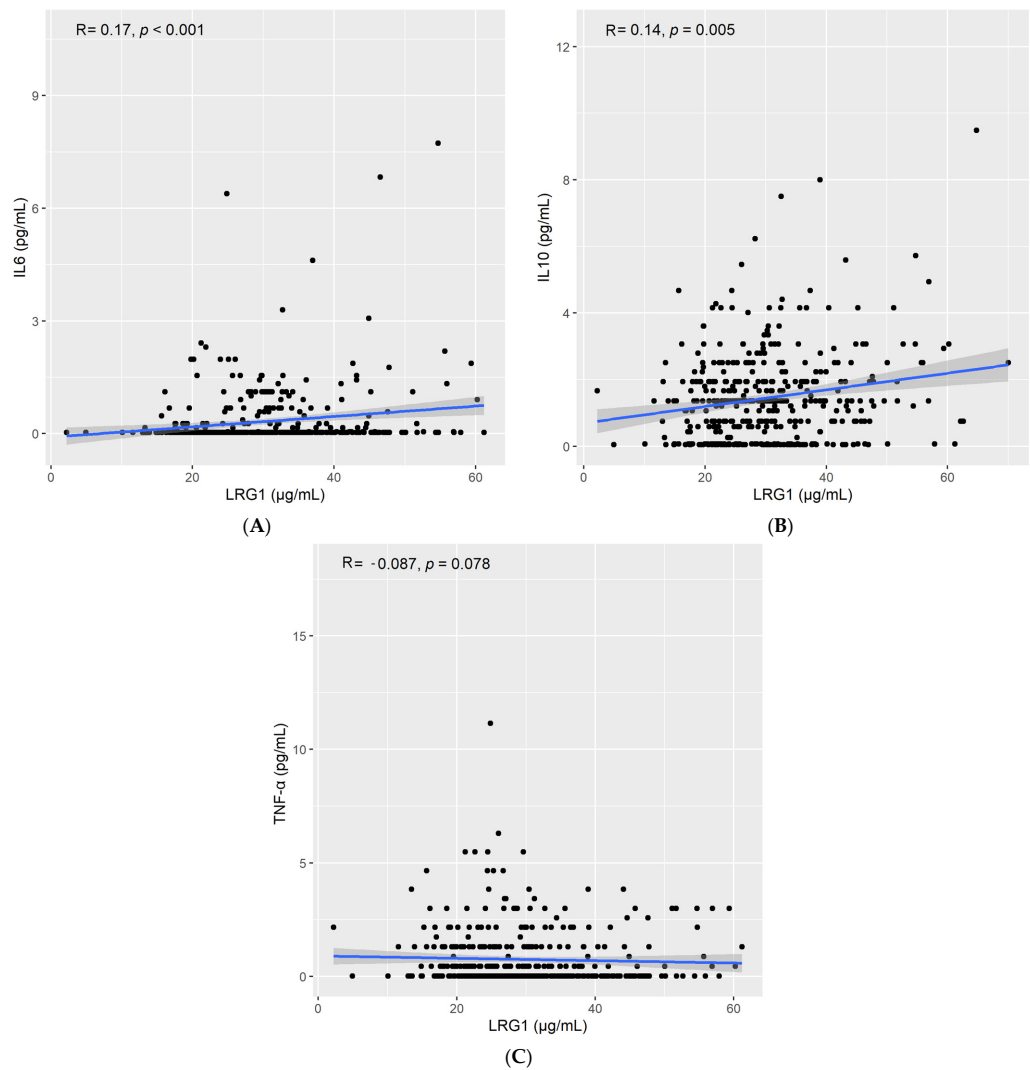 R= 0.17, p < 0.001
9
6
3
0
IL6 (pg/mL)
0
20
40
60
LRG1 (µg/mL)
(A)
R= 0.14, p = 0.005
12
8
4
0
IL10 (pg/mL)
20
40
60
LRG1 (µg/mL)
(B)
R= -0.087, p = 0.078
15
10
5
0
TNF-α (pg/mL)
0
20
40
60
LRG1 (µg/mL)
(C)